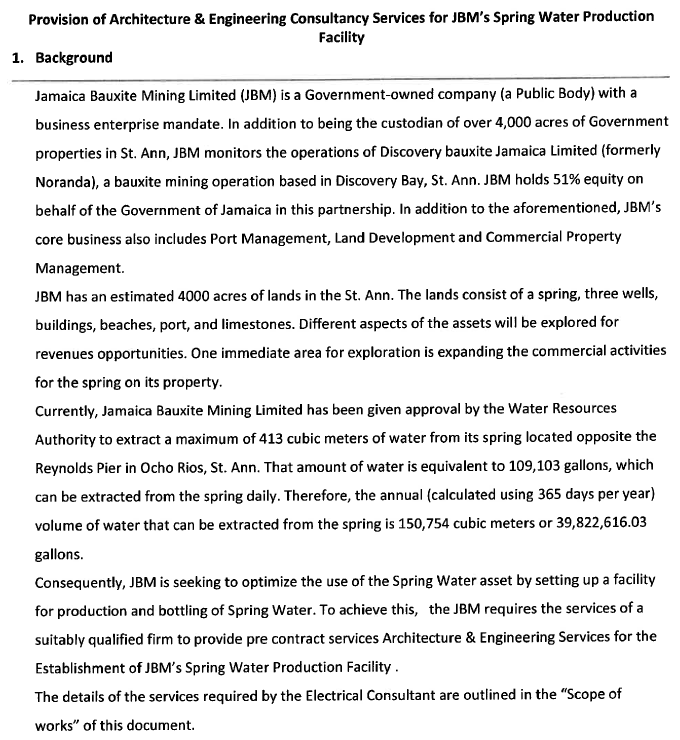 Provision of Architecture & Engineering Consultancy Services for JBM's Spring Water Production
Facility
1. Background
Jamaica Bauxite Mining Limited (JBM) is a Government-owned company (a Public Body) with a
business enterprise mandate. In addition to being the custodian of over 4,000 acres of Government
properties in St. Ann, JBM monitors the operations of Discovery bauxite Jamaica Limited (formerly
Noranda), a bauxite mining operation based in Discovery Bay, St. Ann. JBM holds 51% equity on
behalf of the Government of Jamaica in this partnership. In addition to the aforementioned, JBM's
core business also includes Port Management, Land Development and Commercial Property
Management.
JBM has an estimated 4000 acres of lands in the St. Ann. The lands consist of a spring, three wells,
buildings, beaches, port, and limestones. Different aspects of the assets will be explored for
revenues opportunities. One immediate area for exploration is expanding the commercial activities
for the spring on its property.
Currently, Jamaica Bauxite Mining Limited has been given approval by the Water Resources
Authority to extract a maximum of 413 cubic meters of water from its spring located opposite the
Reynolds Pier in Ocho Rios, St. Ann. That amount of water is equivalent to 109,103 gallons, which
can be extracted from the spring daily. Therefore, the annual (calculated using 365 days per year)
volume of water that can be extracted from the spring is 150,754 cubic meters or 39,822,616.03
gallons.
Consequently, JBM is seeking to optimize the use of the Spring Water asset by setting up a facility
for production and bottling of Spring Water. To achieve this, the JBM requires the services of a
suitably qualified firm to provide pre contract services Architecture & Engineering Services for the
Establishment of JBM's Spring Water Production Facility .
The details of the services required by the Electrical Consultant are outlined in the "Scope of
works" of this document.